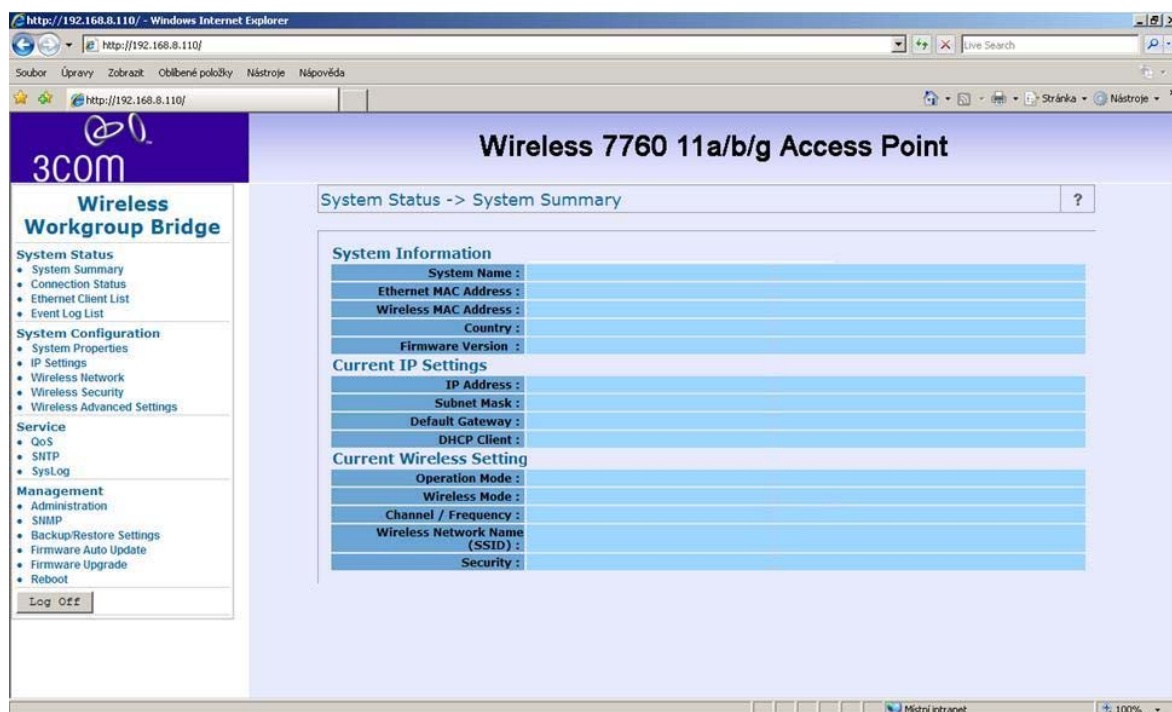 http://192.168.8.110/ - Windows Internet Explorer
http://192.168.8.110/
Live Search
Soubor Úpravy Zobrazit Oblíbené položky Nástroje Nápověda
http://192.168.8.110/
Stránka
Nástroje
3com
Wireless 7760 11a/b/g Access Point
Wireless
Workgroup Bridge
System Status
System Summary
Connection Status
Ethernet Client List
Event Log List
System Configuration
System Properties
IP Settings
Wireless Network
Wireless Security
Wireless Advanced Settings
Service
QoS
SNTP
SysLog
Management
Administration
SNMP
Backup/Restore Settings
Firmware Auto Update
Firmware Upgrade
Reboot
Log Off
System Status -> System Summary
?
System Information
System Name :
Ethernet MAC Address :
Wireless MAC Address :
Country :
Firmware Version :
Current IP Settings
IP Address :
Subnet Mask :
Default Gateway :
DHCP Client :
Current Wireless Setting
Operation Mode :
Wireless Mode :
Channel / Frequency :
Wireless Network Name
(SSID) :
Security :
Místní intranet
100%